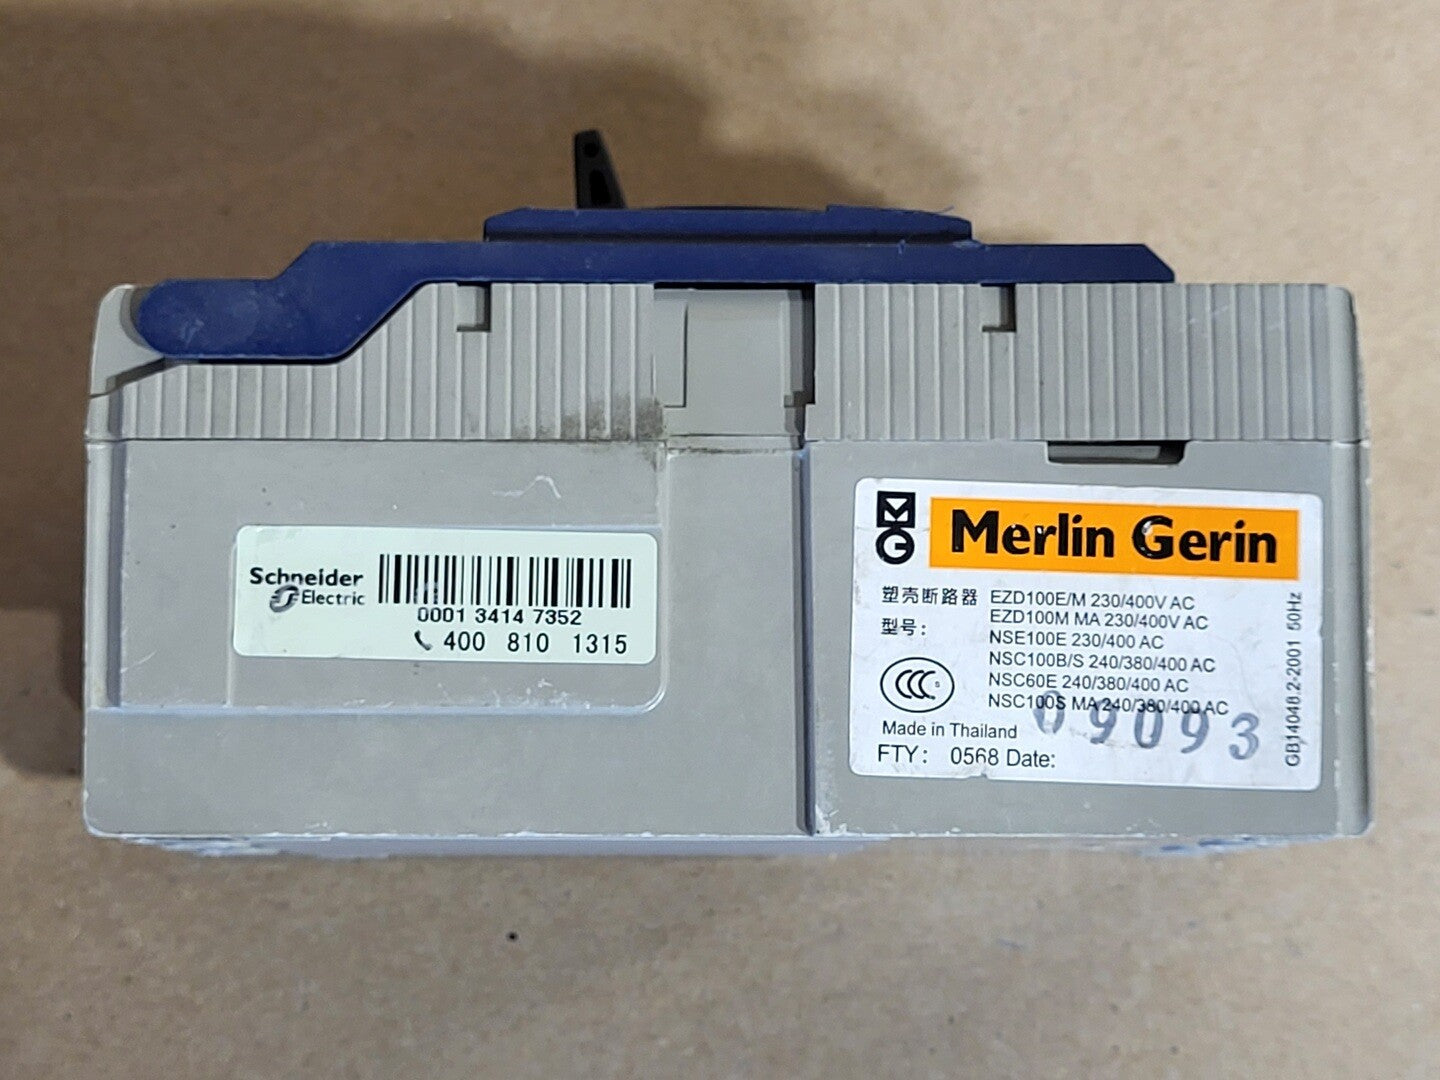 Schneider
Electric
0001 3414 7352
400 810 1315
MG
Merlin Gerin
塑壳断路器 EZD100E/M 230/400V AC
EZD100M MA 230/400V AC
型号:
NSE100E 230/400 AC
NSC100B/S 240/380/400 AC
NSC60E 240/380/400 AC
NSC100S MA 240/380/400 AC
CCC S
Made in Thailand
FTY: 0568 Date:
09093
GB14048.2-2001 50Hz